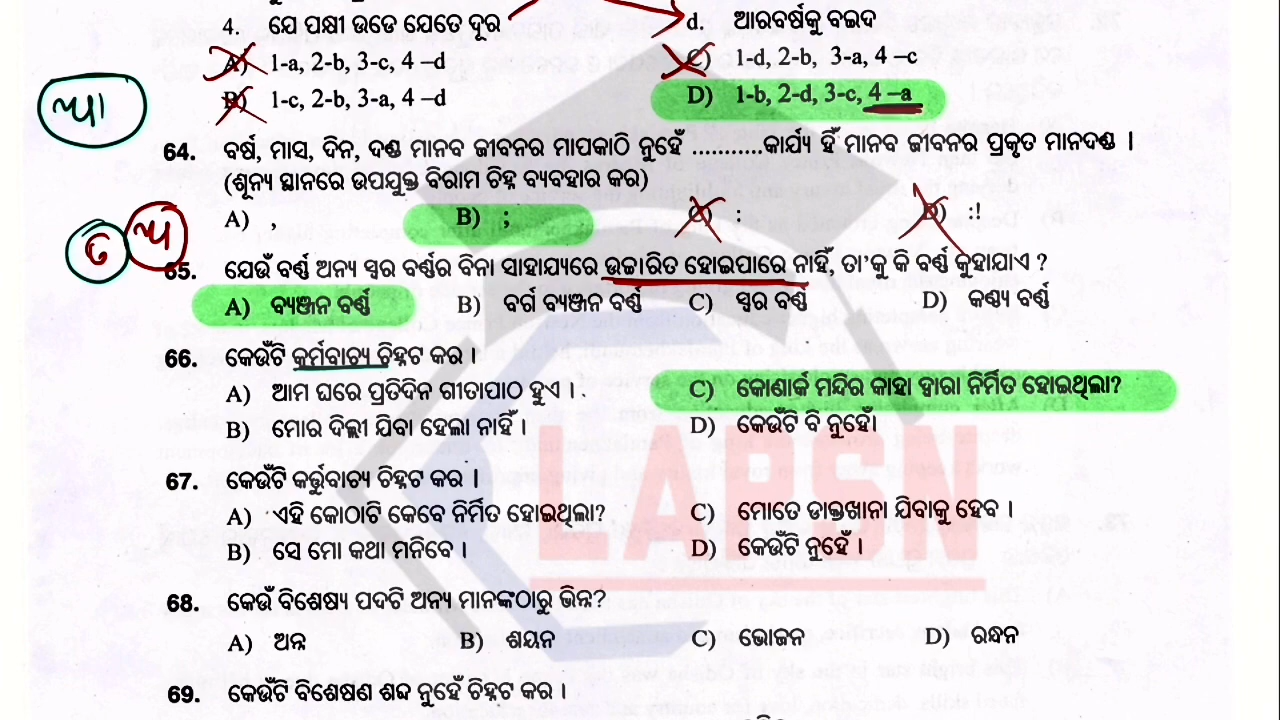 4. ଯେ ପକ୍ଷୀ ଉଡେ ଯେତେ ଦୂର d. ଆରବର୍ଷକୁ ବଇଦ
A) 1-a, 2-b, 3-c, 4 –d C) 1-d, 2-b, 3-a, 4 –c
B) 1-c, 2-b, 3-a, 4 –d D) 1-b, 2-d, 3-c, 4 –a
ଆ
64. ବର୍ଷ, ମାସ, ଦିନ, ଦଣ୍ଡ ମାନବ ଜୀବନର ମାପକାଠି ନୁହେଁ ...........କାର୍ଯ୍ୟ ହିଁ ମାନବ ଜୀବନର ପ୍ରକୃତ ମାନଦଣ୍ଡ ।
(ଶୂନ୍ୟ ସ୍ଥାନରେ ଉପଯୁକ୍ତ ବିରାମ ଚିହ୍ନ ବ୍ୟବହାର କର)
A) , B) ; C) : D) :!
ଅ
65. ଯେଉଁ ବର୍ଣ୍ଣ ଅନ୍ୟ ସ୍ୱର ବର୍ଣ୍ଣର ବିନା ସାହାଯ୍ୟରେ ଉଚ୍ଚାରିତ ହୋଇପାରେ ନାହିଁ, ତା'କୁ କି ବର୍ଣ୍ଣ କୁହାଯାଏ ?
A) ବ୍ୟଞ୍ଜନ ବର୍ଣ୍ଣ B) ବର୍ଗ ବ୍ୟଞ୍ଜନ ବର୍ଣ୍ଣ C) ସ୍ୱର ବର୍ଣ୍ଣ D) କଣ୍ଠ୍ୟ ବର୍ଣ୍ଣ
66. କେଉଁଟି କର୍ମବାଚ୍ୟ ଚିହ୍ନଟ କର ।
A) ଆମ ଘରେ ପ୍ରତିଦିନ ଗୀତାପାଠ ହୁଏ । C) କୋଣାର୍କ ମନ୍ଦିର କାହା ଦ୍ୱାରା ନିର୍ମିତ ହୋଇଥିଲା?
B) ମୋର ଦିଲ୍ଲୀ ଯିବା ହେଲା ନାହିଁ । D) କେଉଁଟି ବି ନୁହେଁ।
67. କେଉଁଟି କର୍ତ୍ତୁବାଚ୍ୟ ଚିହ୍ନଟ କର ।
A) ଏହି କୋଠାଟି କେବେ ନିର୍ମିତ ହୋଇଥିଲା? C) ମୋତେ ଡାକ୍ତଖାନା ଯିବାକୁ ହେବ ।
B) ସେ ମୋ କଥା ମନିବେ । D) କେଉଁଟି ନୁହେଁ ।
LAPSN
68. କେଉଁ ବିଶେଷ୍ୟ ପଦଟି ଅନ୍ୟ ମାନଙ୍କଠାରୁ ଭିନ୍ନ?
A) ଅନ୍ନ B) ଶୟନ C) ଭୋଜନ D) ରନ୍ଧନ
69. କେଉଁଟି ବିଶେଷଣ ଶବ୍ଦ ନୁହେଁ ଚିହ୍ନଟ କର ।